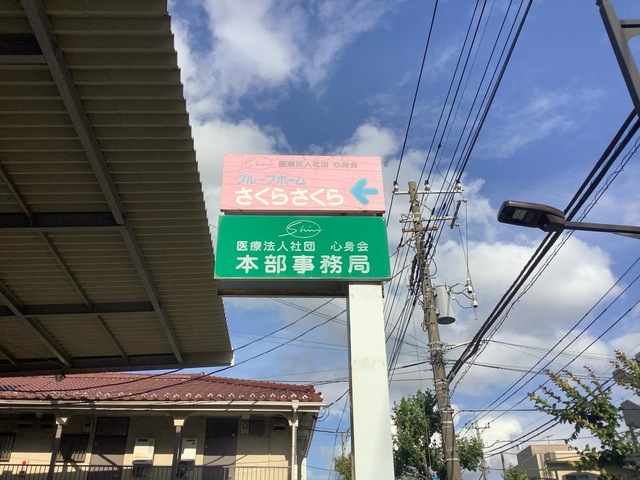 Shin 医療法人社団 心身会
グループホーム
さくらさくら
Shin
医療法人社団 心身会
本部事務局